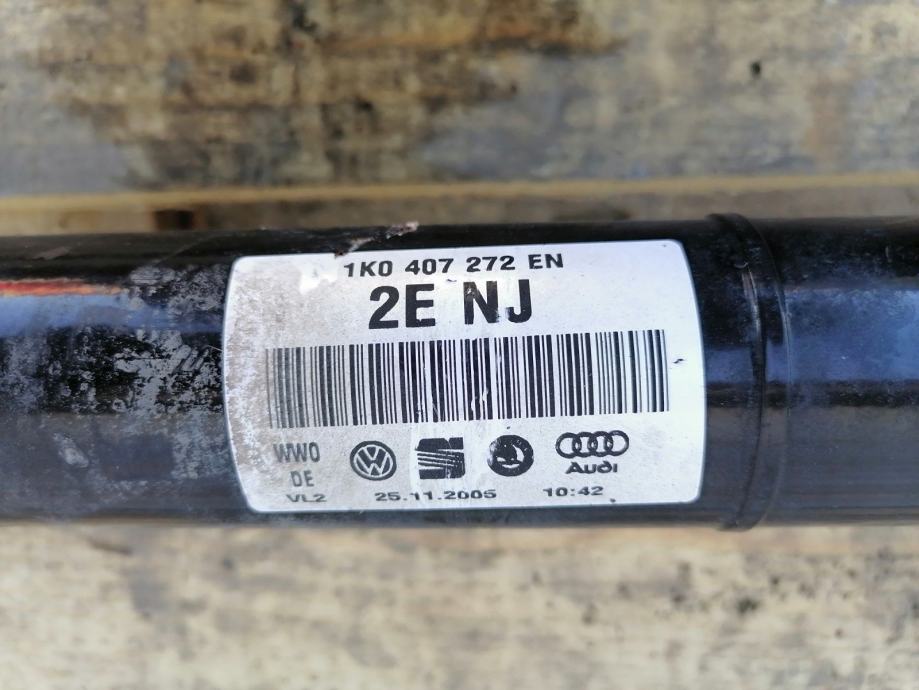 1K0 407 272 EN
2E NJ
WWO
DE
VL2
25.11.2005
10:42
Audi